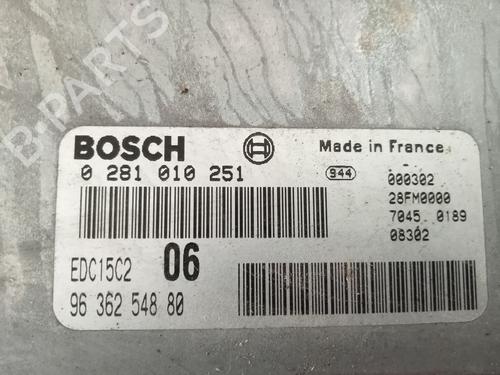 B-PARTS
BOSCH
Made in France
0 281 010 251
944
000302
28FM0000
7045 0189
08302
EDC15C2 06
96 362 548 80